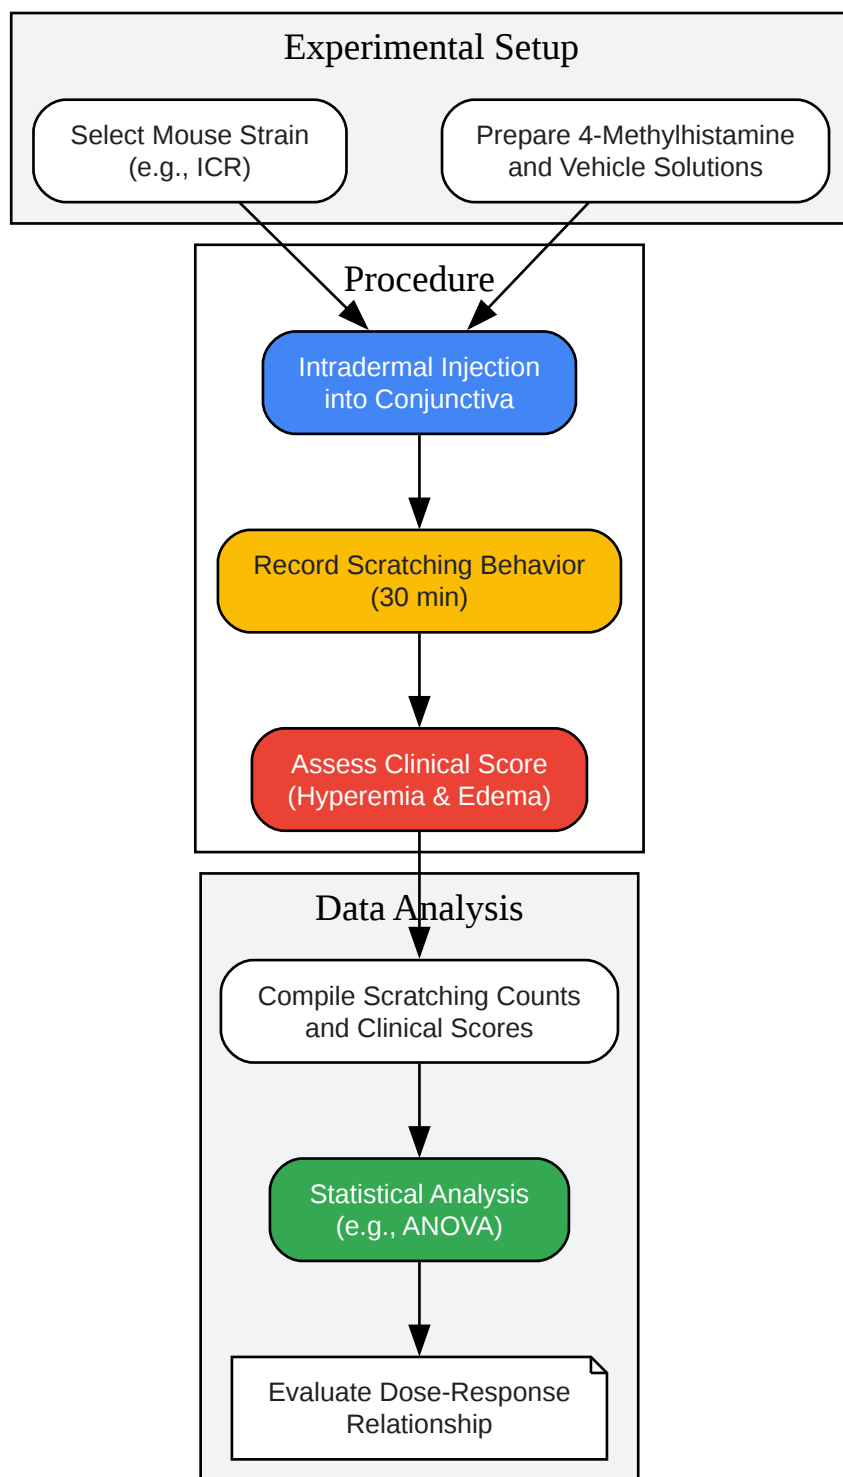 Experimental Setup
Select Mouse Strain
(e.g., ICR)
Prepare 4-Methylhistamine
and Vehicle Solutions
Procedure
Intradermal Injection
into Conjunctiva
Record Scratching Behavior
(30 min)
Assess Clinical Score
(Hyperemia & Edema)
Data Analysis
Compile Scratching Counts
and Clinical Scores
Statistical Analysis
(e.g., ANOVA)
Evaluate Dose-Response
Relationship